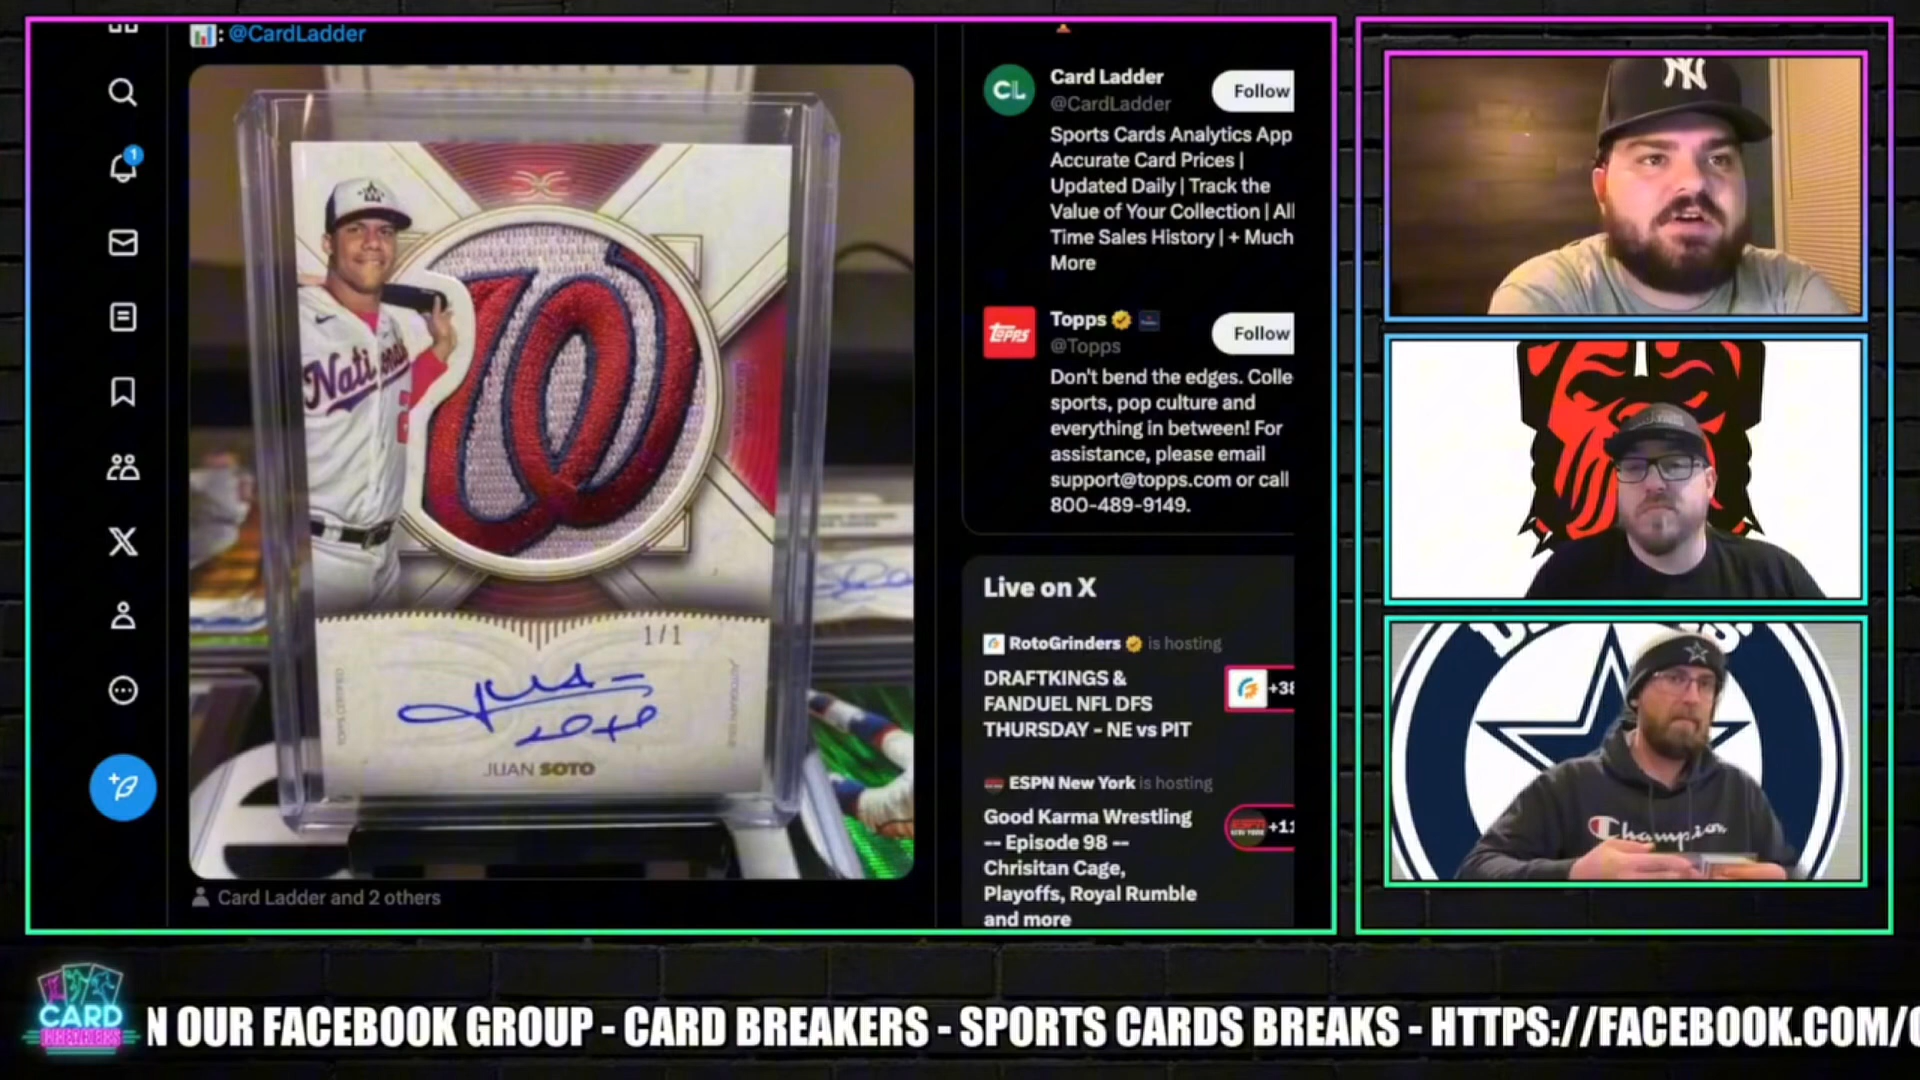 : @CardLadder
1
Nationals
1/1
JUAN SOTO
Card Ladder and 2 others
CL
Card Ladder
@CardLadder
Follow
Sports Cards Analytics App
Accurate Card Prices |
Updated Daily | Track the
Value of Your Collection | All
Time Sales History | + Much
More
Topps
Topps
@Topps
Follow
Don't bend the edges. Colle
sports, pop culture and
everything in between! For
assistance, please email
support@topps.com or call
800-489-9149.
Live on X
RotoGrinders is hosting
DRAFTKINGS &
FANDUEL NFL DFS
THURSDAY - NE vs PIT
+38
ESPN New York is hosting
Good Karma Wrestling
-- Episode 98 --
Chrisitan Cage,
Playoffs, Royal Rumble
and more
+11
NY
Champion
CARD
BREAKERS
N OUR FACEBOOK GROUP - CARD BREAKERS - SPORTS CARDS BREAKS - HTTPS://FACEBOOK.COM/